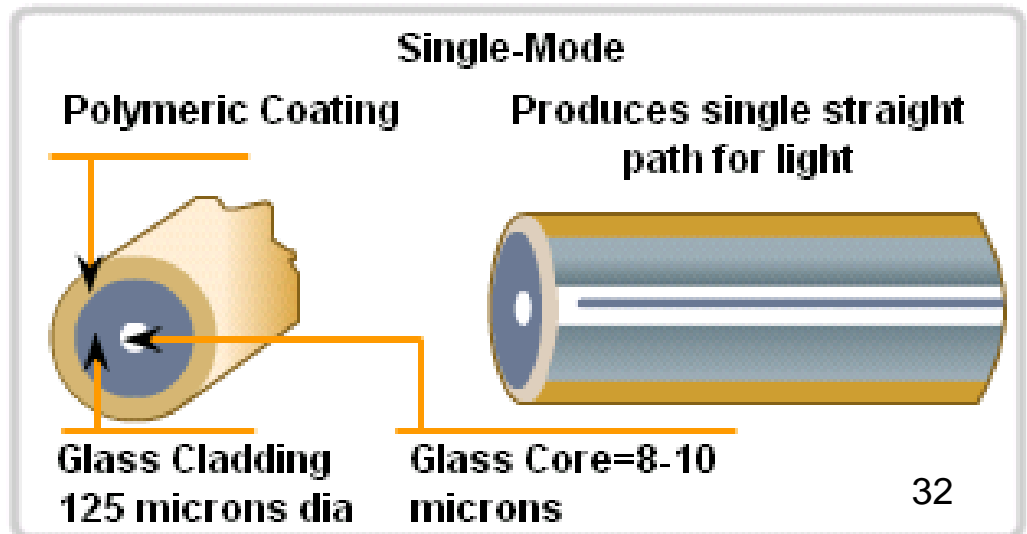 Single-Mode
Polymeric Coating
Produces single straight
path for light
Glass Cladding
125 microns dia
Glass Core=8-10
microns
32